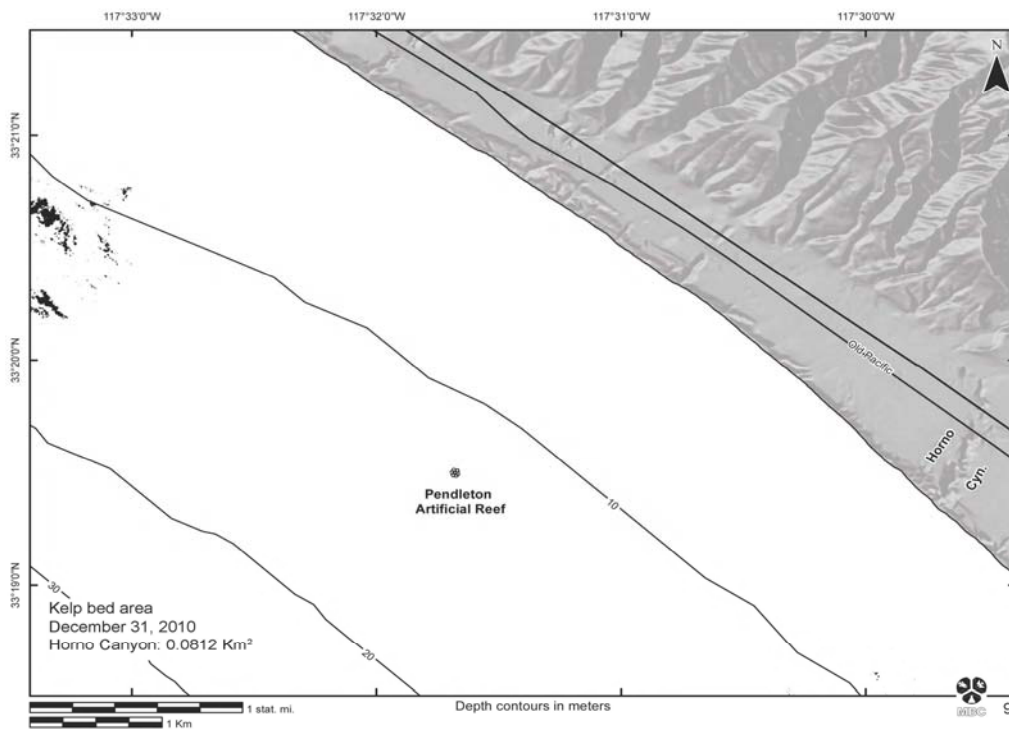 117°33'0"W 117°32'0"W 117°31'0"W 117°30'0"W
N
33°21'0"N
33°20'0"N
Old Pacific
Horno
Cyn.
Pendleton
Artificial Reef
10
33°19'0"N
30
Kelp bed area
December 31, 2010
Horno Canyon: 0.0812 Km²
20
1 stat. mi.
Depth contours in meters
MBC
9
1 Km